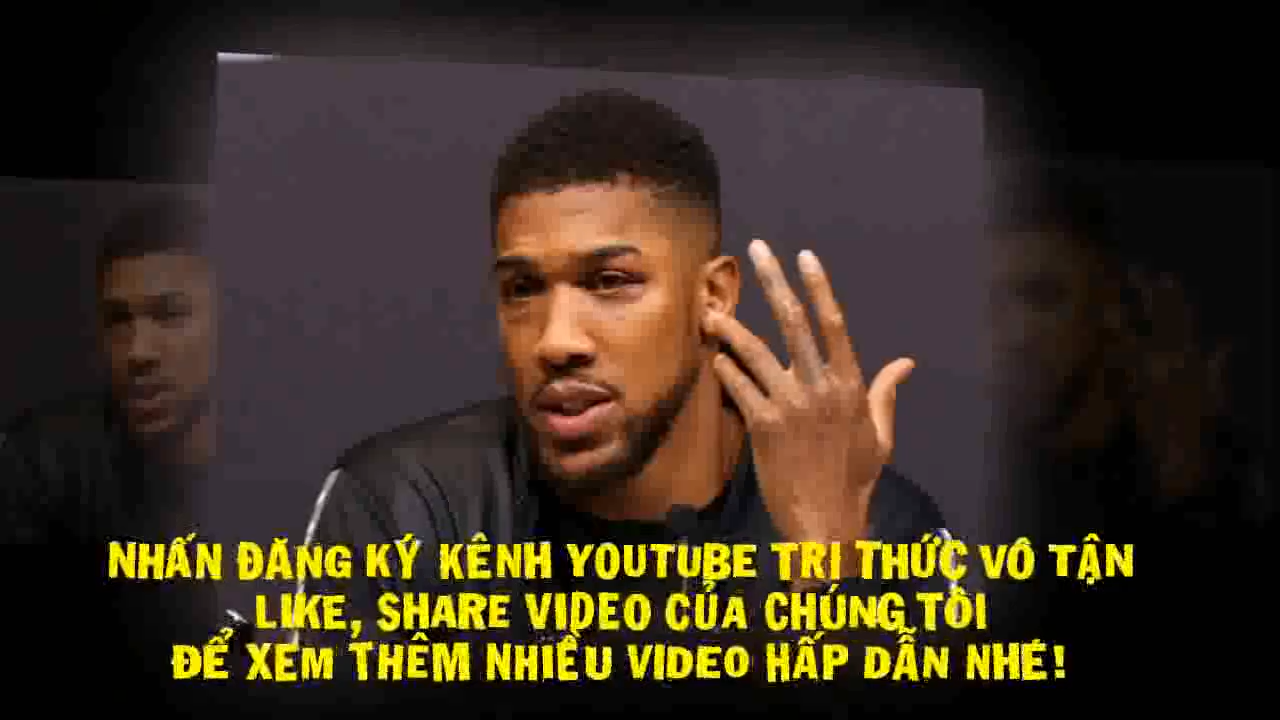 NHẤN ĐĂNG KÝ KÊNH YOUTUBE TRI THỨC VÔ TẬN
LIKE, SHARE VIDEO CỦA CHÚNG TÔI
ĐỂ XEM THÊM NHIỀU VIDEO HẤP DẪN NHÉ!